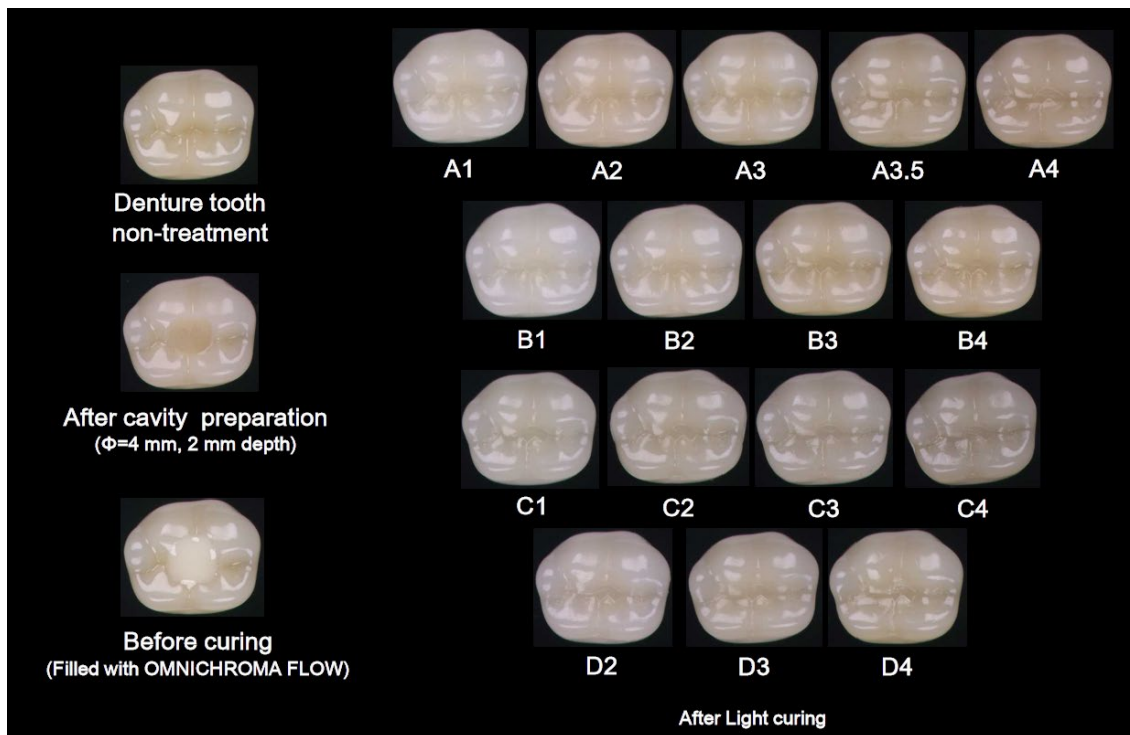 Denture tooth
non-treatment
After cavity preparation
(Φ=4 mm, 2 mm depth)
Before curing
(Filled with OMNICHROMA FLOW)
A1 A2 A3 A3.5 A4
B1 B2 B3 B4
C1 C2 C3 C4
D2 D3 D4
After Light curing